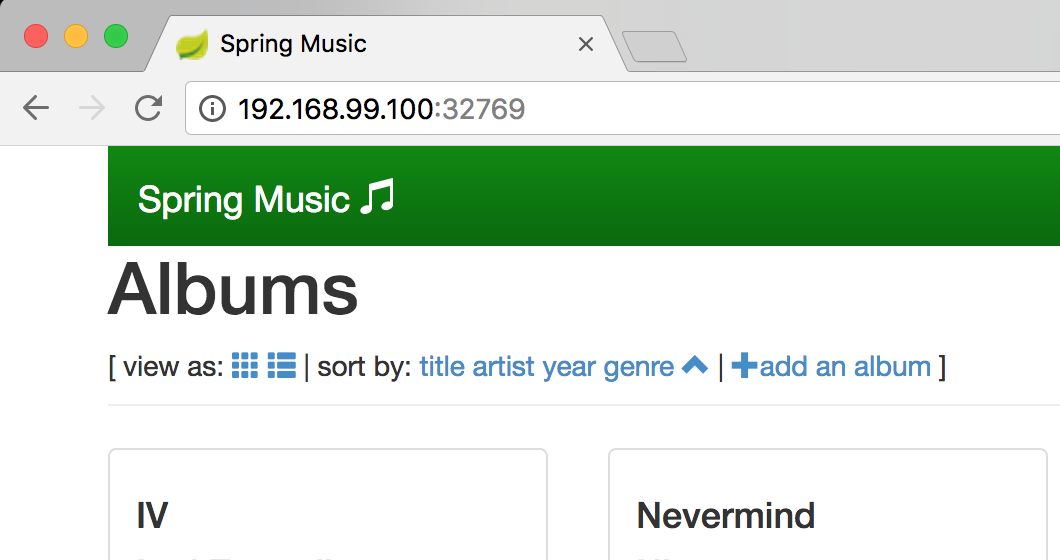 Spring Music
192.168.99.100:32769
Spring Music
Albums
[ view as: | sort by: title artist year genre | add an album ]
IV
Nevermind